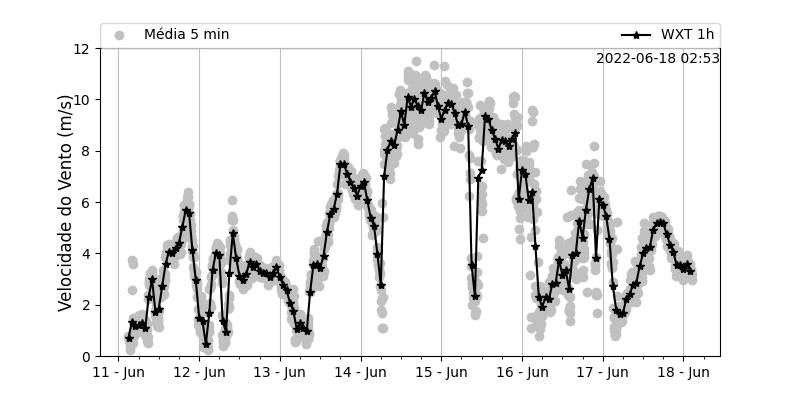 Média 5 min
WXT 1h
2022-06-18 02:53
Velocidade do Vento (m/s)
12
10
8
6
4
2
0
11 - Jun
12 - Jun
13 - Jun
14 - Jun
15 - Jun
16 - Jun
17 - Jun
18 - Jun